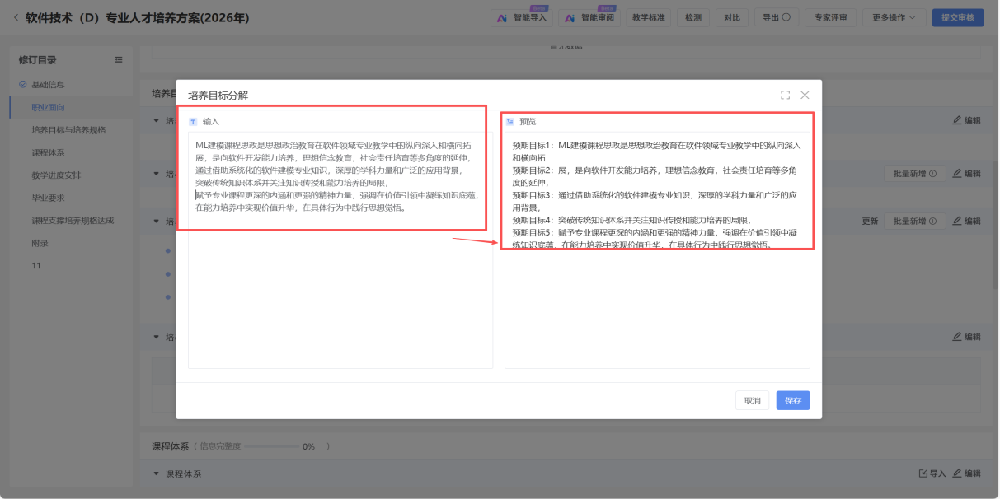 软件技术（D）专业人才培养方案(2026年)
智能导入 Beta
智能审阅 Beta
教学标准
检测
对比
导出
专家评审
更多操作
提交审核
修订目录
基础信息
职业面向
培养目标与培养规格
课程体系
教学进度安排
毕业要求
课程支撑培养规格达成
附录
11
暂无数据
培养目
培
编辑
培
批量新增
编辑
培
更新
批量新增
编辑
培
编辑
培养目标分解
输入
ML建模课程思政是思想政治教育在软件领域专业教学中的纵向深入和横向拓
展，是向软件开发能力培养，理想信念教育，社会责任培育等多角度的延伸，
通过借助系统化的软件建模专业知识，深厚的学科力量和广泛的应用背景，
突破传统知识体系并关注知识传授和能力培养的局限，
赋予专业课程更深的内涵和更强的精神力量，强调在价值引领中凝练知识底蕴，
在能力培养中实现价值升华，在具体行为中践行思想觉悟。
预览
预期目标1：ML建模课程思政是思想政治教育在软件领域专业教学中的纵向深入
和横向拓
预期目标2：展，是向软件开发能力培养，理想信念教育，社会责任培育等多角
度的延伸，
预期目标3：通过借助系统化的软件建模专业知识，深厚的学科力量和广泛的应
用背景，
预期目标4：突破传统知识体系并关注知识传授和能力培养的局限，
预期目标5：赋予专业课程更深的内涵和更强的精神力量，强调在价值引领中凝
练知识底蕴，在能力培养中实现价值升华，在具体行为中践行思想觉悟。
取消
保存
课程体系（ 信息完整度 0% ）
课程体系
导入
编辑